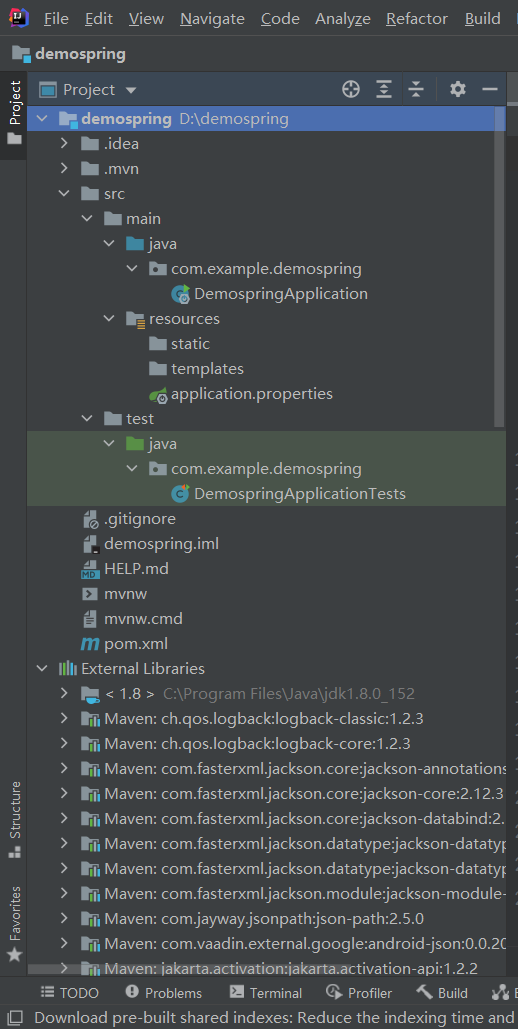 File Edit View Navigate Code Analyze Refactor Build
demospring
Project
Project
demospring D:\demospring
.idea
.mvn
src
main
java
com.example.demospring
DemospringApplication
resources
static
templates
application.properties
test
java
com.example.demospring
DemospringApplicationTests
.gitignore
demospring.iml
HELP.md
mvnw
mvnw.cmd
pom.xml
External Libraries
< 1.8 > C:\Program Files\Java\jdk1.8.0_152
Maven: ch.qos.logback:logback-classic:1.2.3
Maven: ch.qos.logback:logback-core:1.2.3
Maven: com.fasterxml.jackson.core:jackson-annotations
Maven: com.fasterxml.jackson.core:jackson-core:2.12.3
Maven: com.fasterxml.jackson.core:jackson-databind:2.
Maven: com.fasterxml.jackson.datatype:jackson-datatyp
Maven: com.fasterxml.jackson.datatype:jackson-datatyp
Maven: com.fasterxml.jackson.module:jackson-module-
Maven: com.jayway.jsonpath:json-path:2.5.0
Maven: com.vaadin.external.google:android-json:0.0.20
Maven: jakarta.activation:jakarta.activation-api:1.2.2
Structure
Favorites
TODO Problems Terminal Profiler Build
Download pre-built shared indexes: Reduce the indexing time and